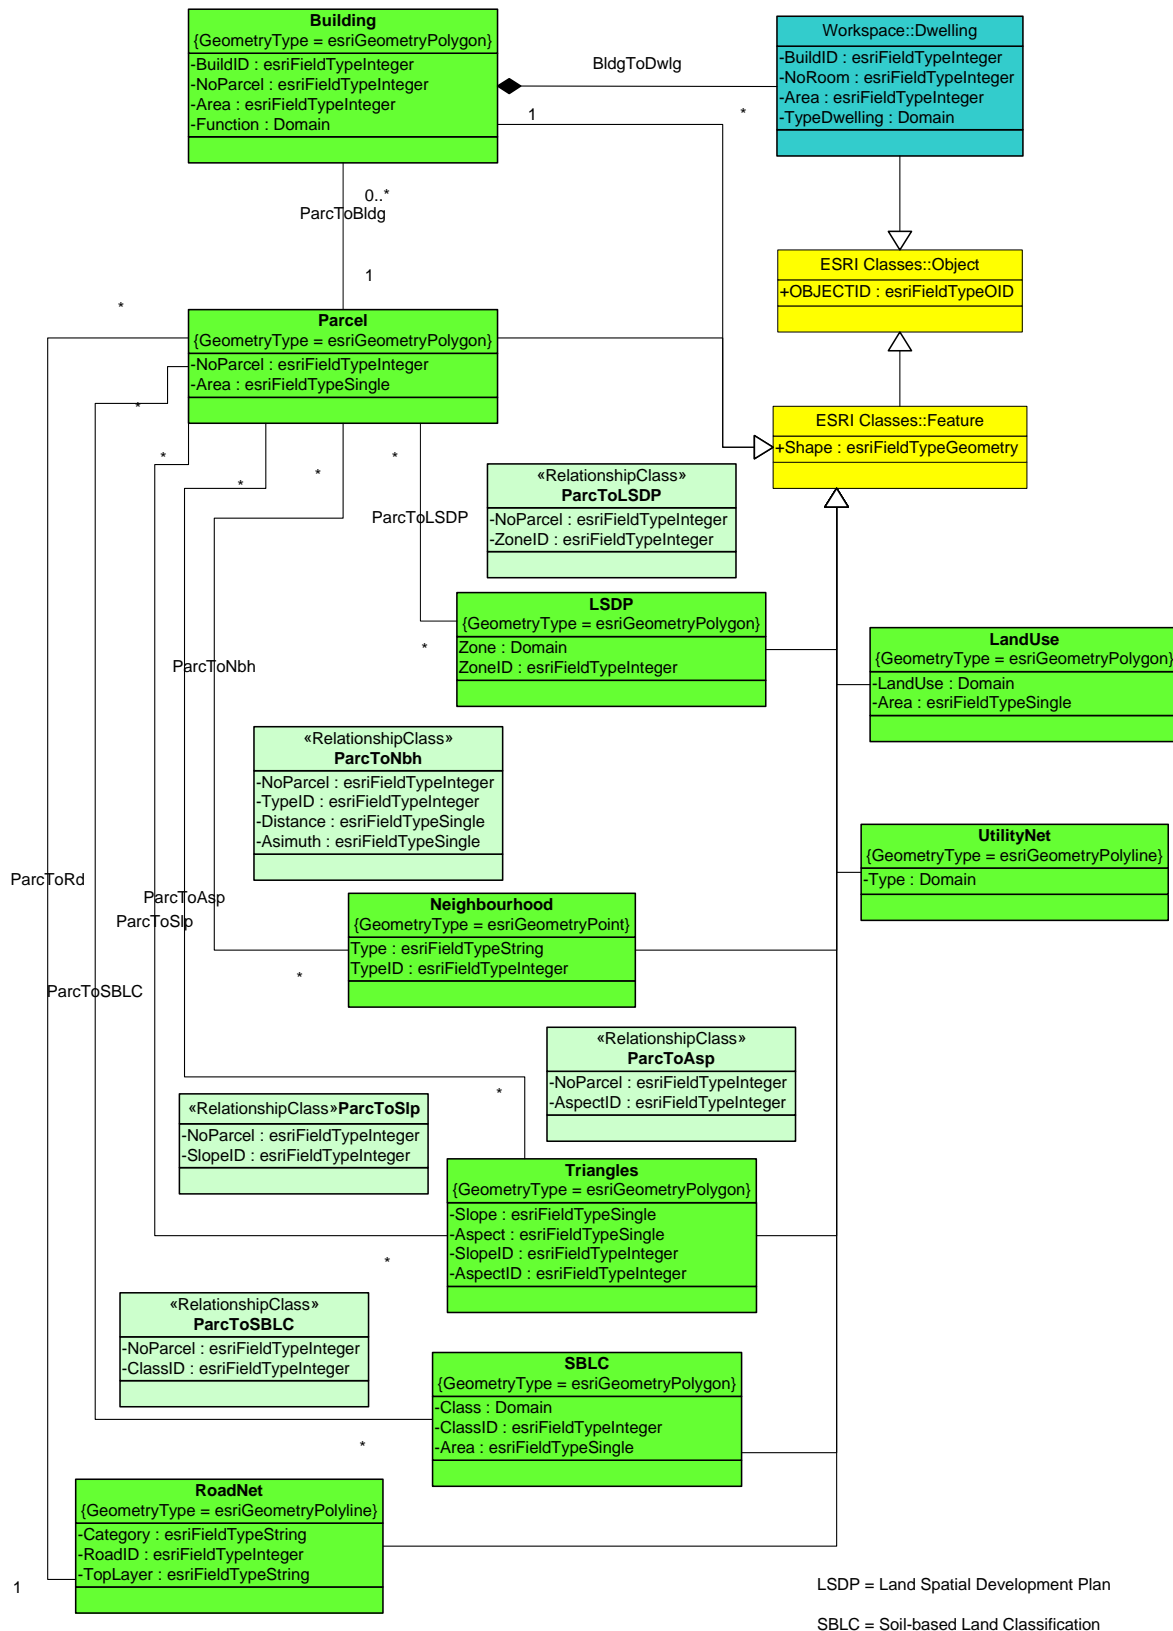 Building
{GeometryType = esriGeometryPolygon}
-BuildID : esriFieldTypeInteger
-NoParcel : esriFieldTypeInteger
-Area : esriFieldTypeInteger
-Function : Domain
BldgToDwlg
1
*
Workspace::Dwelling
-BuildID : esriFieldTypeInteger
-NoRoom : esriFieldTypeInteger
-Area : esriFieldTypeInteger
-TypeDwelling : Domain
0..*
ParcToBldg
1
ESRI Classes::Object
+OBJECTID : esriFieldTypeOID
*
Parcel
{GeometryType = esriGeometryPolygon}
-NoParcel : esriFieldTypeInteger
-Area : esriFieldTypeSingle
*
*
*
*
*
ESRI Classes::Feature
+Shape : esriFieldTypeGeometry
ParcToLSDP
«RelationshipClass»
ParcToLSDP
-NoParcel : esriFieldTypeInteger
-ZoneID : esriFieldTypeInteger
LSDP
{GeometryType = esriGeometryPolygon}
Zone : Domain
ZoneID : esriFieldTypeInteger
*
LandUse
{GeometryType = esriGeometryPolygon}
-LandUse : Domain
-Area : esriFieldTypeSingle
ParcToNbh
«RelationshipClass»
ParcToNbh
-NoParcel : esriFieldTypeInteger
-TypeID : esriFieldTypeInteger
-Distance : esriFieldTypeSingle
-Asimuth : esriFieldTypeSingle
UtilityNet
{GeometryType = esriGeometryPolyline}
-Type : Domain
ParcToRd
ParcToAsp
ParcToSlp
ParcToSBLC
Neighbourhood
{GeometryType = esriGeometryPoint}
Type : esriFieldTypeString
TypeID : esriFieldTypeInteger
*
«RelationshipClass»
ParcToAsp
-NoParcel : esriFieldTypeInteger
-AspectID : esriFieldTypeInteger
*
«RelationshipClass»ParcToSlp
-NoParcel : esriFieldTypeInteger
-SlopeID : esriFieldTypeInteger
Triangles
{GeometryType = esriGeometryPolygon}
-Slope : esriFieldTypeSingle
-Aspect : esriFieldTypeSingle
-SlopeID : esriFieldTypeInteger
-AspectID : esriFieldTypeInteger
*
«RelationshipClass»
ParcToSBLC
-NoParcel : esriFieldTypeInteger
-ClassID : esriFieldTypeInteger
SBLC
{GeometryType = esriGeometryPolygon}
-Class : Domain
-ClassID : esriFieldTypeInteger
-Area : esriFieldTypeSingle
*
RoadNet
{GeometryType = esriGeometryPolyline}
-Category : esriFieldTypeString
-RoadID : esriFieldTypeInteger
-TopLayer : esriFieldTypeString
1
LSDP = Land Spatial Development Plan
SBLC = Soil-based Land Classification